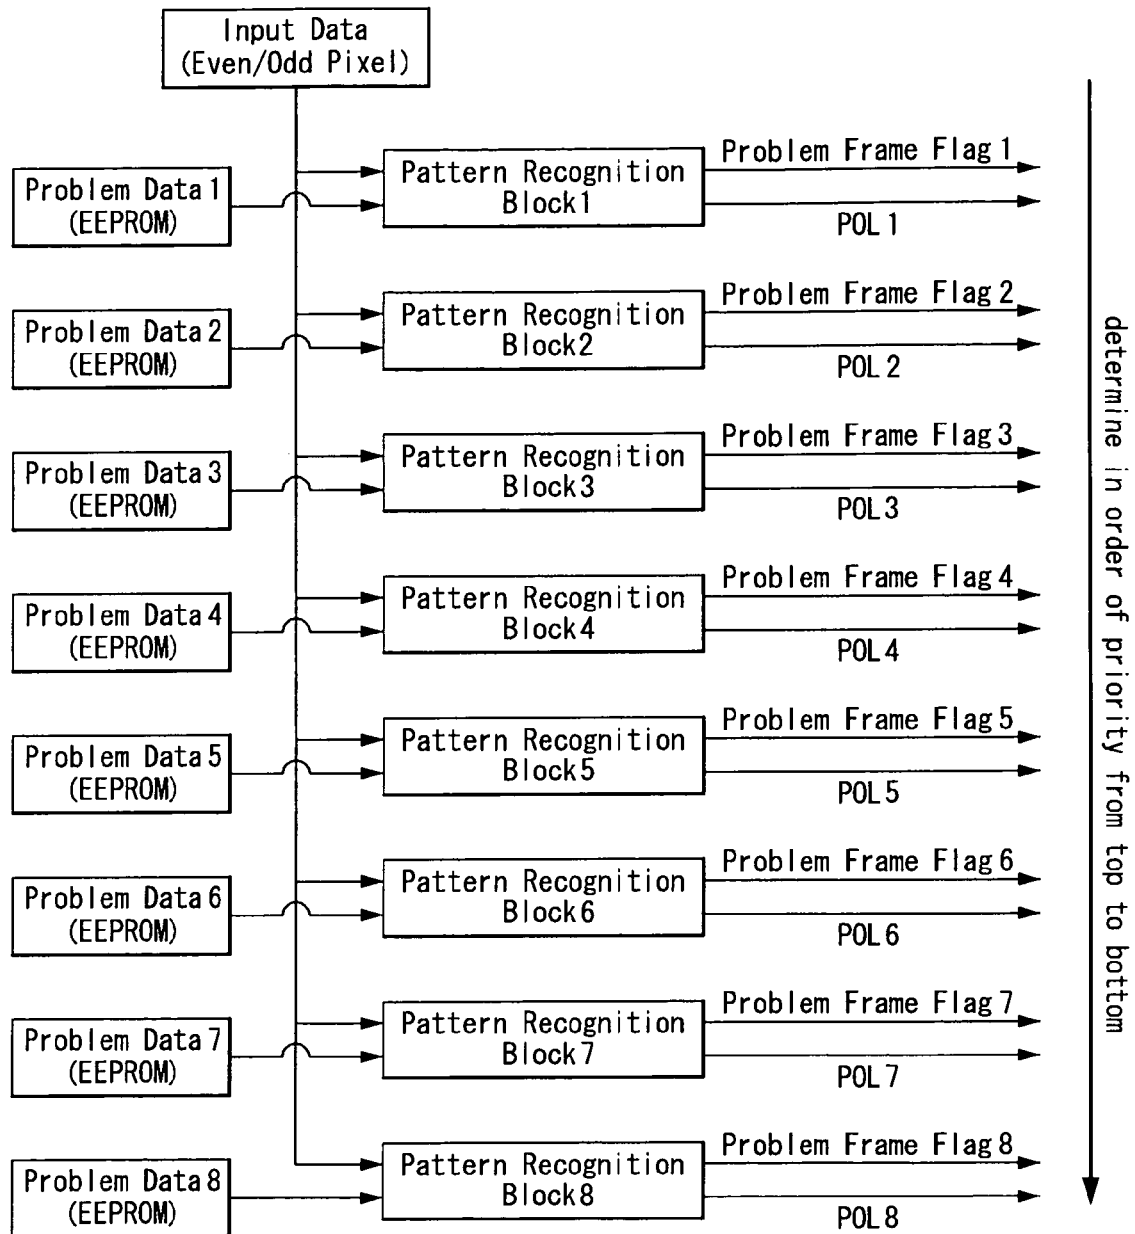 Input Data
(Even/Odd Pixel)
Problem Data 1
(EEPROM)
Pattern Recognition
Block1
Problem Frame Flag 1
POL 1
Problem Data 2
(EEPROM)
Pattern Recognition
Block2
Problem Frame Flag 2
POL 2
Problem Data 3
(EEPROM)
Pattern Recognition
Block3
Problem Frame Flag 3
POL 3
Problem Data 4
(EEPROM)
Pattern Recognition
Block4
Problem Frame Flag 4
POL 4
Problem Data 5
(EEPROM)
Pattern Recognition
Block5
Problem Frame Flag 5
POL 5
Problem Data 6
(EEPROM)
Pattern Recognition
Block6
Problem Frame Flag 6
POL 6
Problem Data 7
(EEPROM)
Pattern Recognition
Block7
Problem Frame Flag 7
POL 7
Problem Data 8
(EEPROM)
Pattern Recognition
Block8
Problem Frame Flag 8
POL 8
determine in order of priority from top to bottom